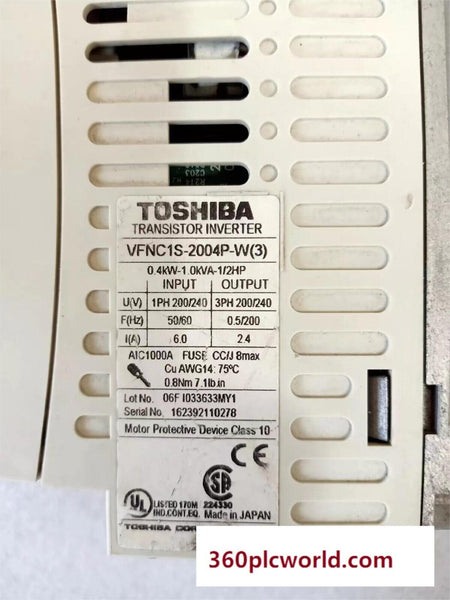 TOSHIBA
TRANSISTOR INVERTER
VFNC1S-2004P-W(3)
0.4kW-1.0kVA-1/2HP
INPUT OUTPUT
U(V) 1PH 200/240 3PH 200/240
F(Hz) 50/60 0.5/200
I(A) 6.0 2.4
AIC1000A FUSE CC/J 8max
Cu AWG14: 75°C
0.8Nm 7.1lb.in
Lot No. 06F I033633MY1
Serial No. 162392110278
Motor Protective Device Class 10
CE
UL LISTED 170M
IND.CONT.EQ.
224330
Made in JAPAN
TOSHIBA
360plcworld.com